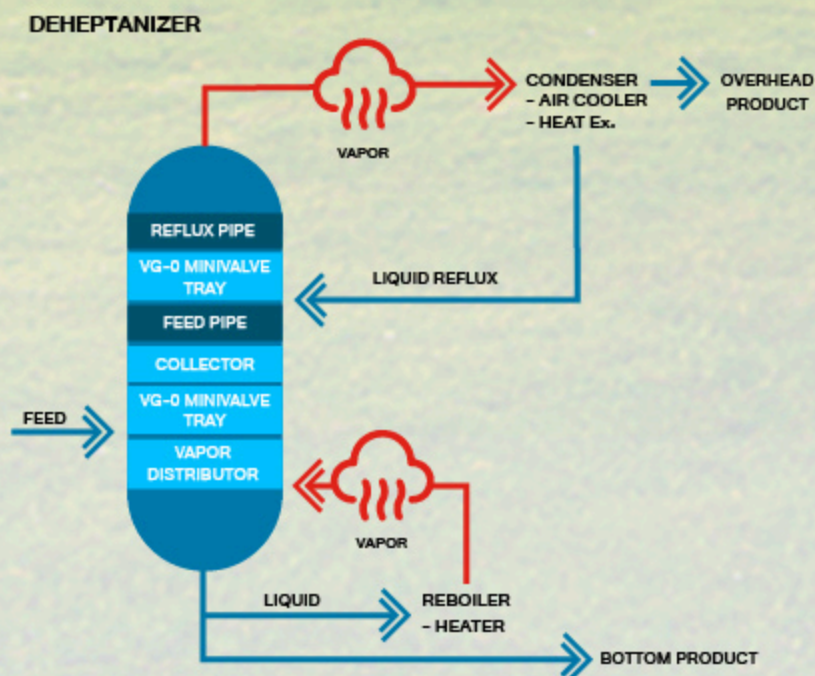 DEHEPTANIZER
VAPOR
CONDENSER
- AIR COOLER
- HEAT Ex.
OVERHEAD
PRODUCT
REFLUX PIPE
VG-0 MINIVALVE
TRAY
LIQUID REFLUX
FEED PIPE
COLLECTOR
VG-0 MINIVALVE
TRAY
FEED
VAPOR
DISTRIBUTOR
VAPOR
LIQUID
REBOILER
- HEATER
BOTTOM PRODUCT